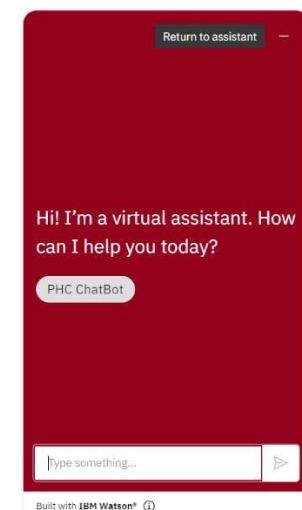 Return to assistant
Hi! I'm a virtual assistant. How
can I help you today?
PHC ChatBot
Type something...
Built with IBM Watson® ⓘ